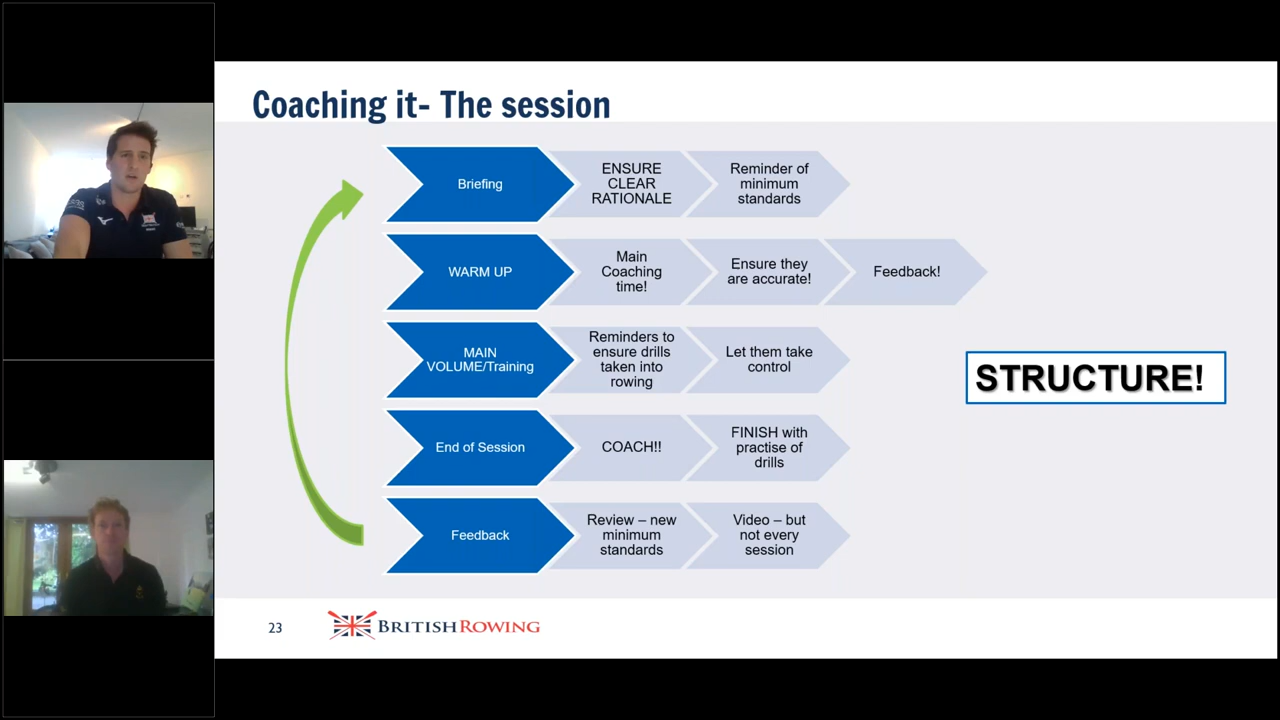 Coaching it- The session
Briefing
ENSURE
CLEAR
RATIONALE
Reminder of
minimum
standards
WARM UP
Main
Coaching
time!
Ensure they
are accurate!
Feedback!
MAIN
VOLUME/Training
Reminders to
ensure drills
taken into
rowing
Let them take
control
STRUCTURE!
End of Session
COACH!!
FINISH with
practise of
drills
Feedback
Review – new
minimum
standards
Video – but
not every
session
23
BRITISHROWING